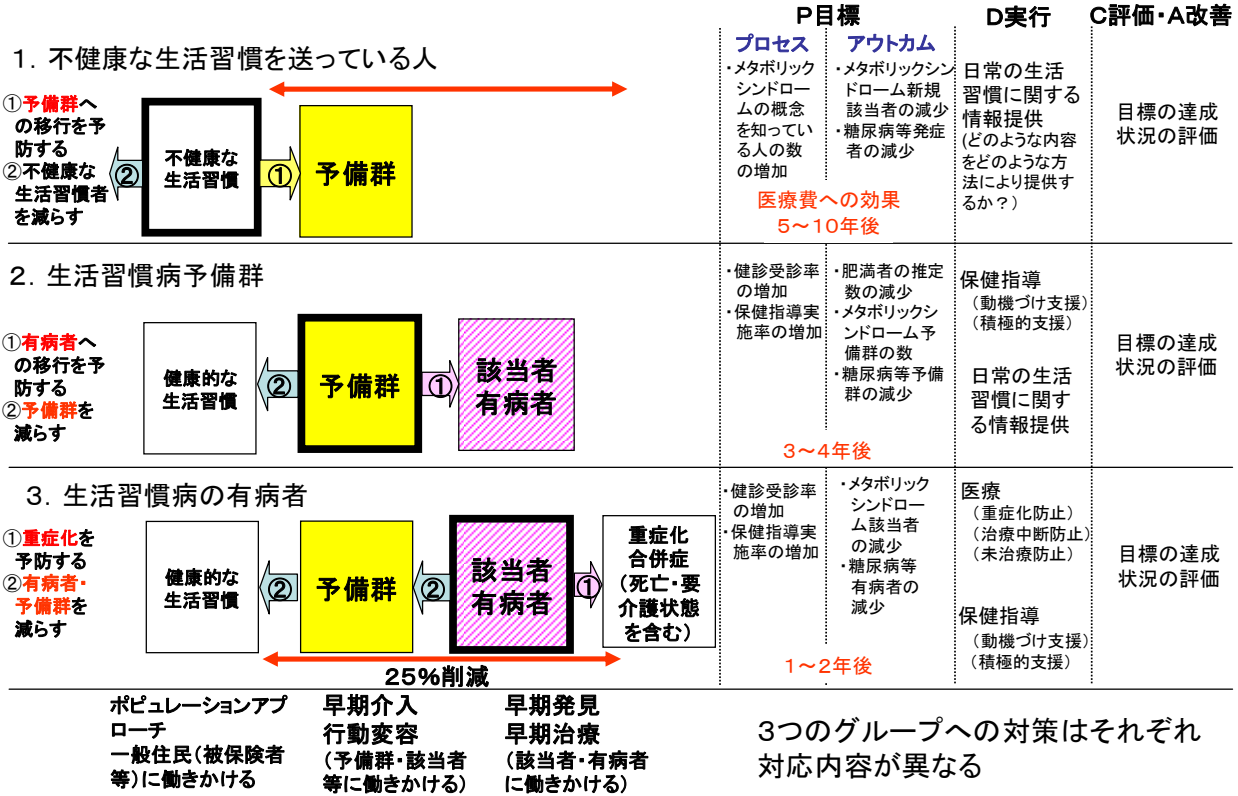 P目標
D実行
C評価・A改善
プロセス
アウトカム
1．不健康な生活習慣を送っている人
①予備群へ
の移行を予
防する
②不健康な
生活習慣者
を減らす
②
不健康な
生活習慣
①
予備群
・メタボリック
シンドロー
ムの概念
を知ってい
る人の数
の増加
・メタボリックシン
ドローム新規
該当者の減少
・糖尿病等発症
者の減少
医療費への効果
5～10年後
日常の生活
習慣に関する
情報提供
(どのような内容
をどのような方
法により提供す
るか？)
目標の達成
状況の評価
2．生活習慣病予備群
①有病者へ
の移行を予
防する
②予備群を
減らす
健康的な
生活習慣
②
予備群
①
該当者
有病者
・健診受診率
の増加
・保健指導実
施率の増加
・肥満者の推定
数の減少
・メタボリックシ
ンドローム予
備群の数
・糖尿病等予備
群の減少
3～4年後
保健指導
（動機づけ支援）
（積極的支援）
日常の生活
習慣に関す
る情報提供
目標の達成
状況の評価
3．生活習慣病の有病者
①重症化を
予防する
②有病者・
予備群を
減らす
健康的な
生活習慣
②
予備群
②
該当者
有病者
①
重症化
合併症
（死亡・要
介護状態
を含む）
25％削減
・健診受診率
の増加
・保健指導実
施率の増加
・メタボリック
シンドロー
ム該当者
の減少
・糖尿病等
有病者の
減少
1～2年後
医療
（重症化防止）
（治療中断防止）
（未治療防止）
保健指導
（動機づけ支援）
（積極的支援）
目標の達成
状況の評価
ポピュレーションアプ
ローチ
一般住民（被保険者
等）に働きかける
早期介入
行動変容
（予備群・該当者
等に働きかける）
早期発見
早期治療
（該当者・有病者
に働きかける）
3つのグループへの対策はそれぞれ
対応内容が異なる